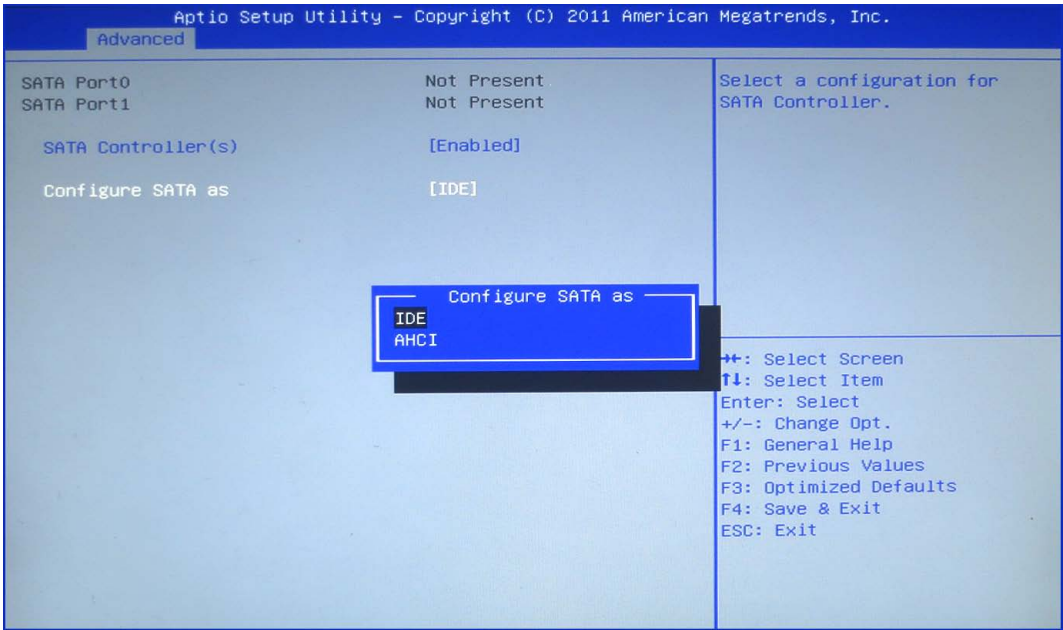 Aptio Setup Utility – Copyright (C) 2011 American Megatrends, Inc.
Advanced
SATA Port0 Not Present
SATA Port1 Not Present
SATA Controller(s) [Enabled]
Configure SATA as [IDE]
Select a configuration for
SATA Controller.
Configure SATA as
IDE
AHCI
→←: Select Screen
↑↓: Select Item
Enter: Select
+/-: Change Opt.
F1: General Help
F2: Previous Values
F3: Optimized Defaults
F4: Save & Exit
ESC: Exit